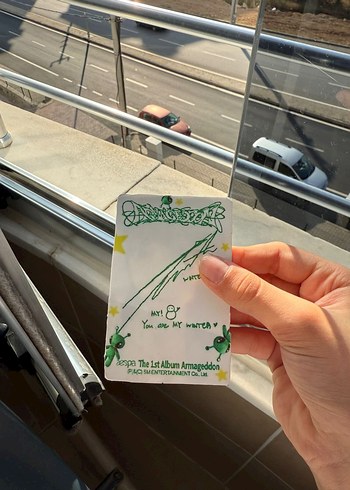 ARMAGEDDON
MY!
You are MY winter ♥
aespa The 1st Album Armageddon
(P)&(C) SM ENTERTAINMENT Co., Ltd.